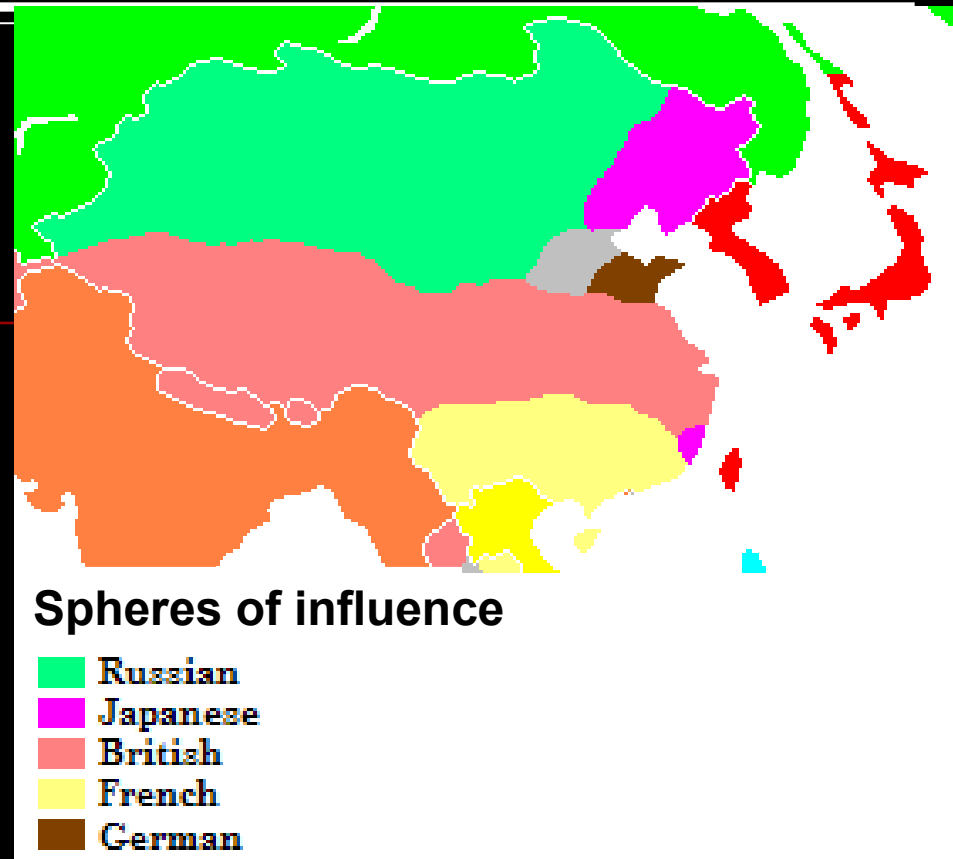 Spheres of influence
Russian
Japanese
British
French
German